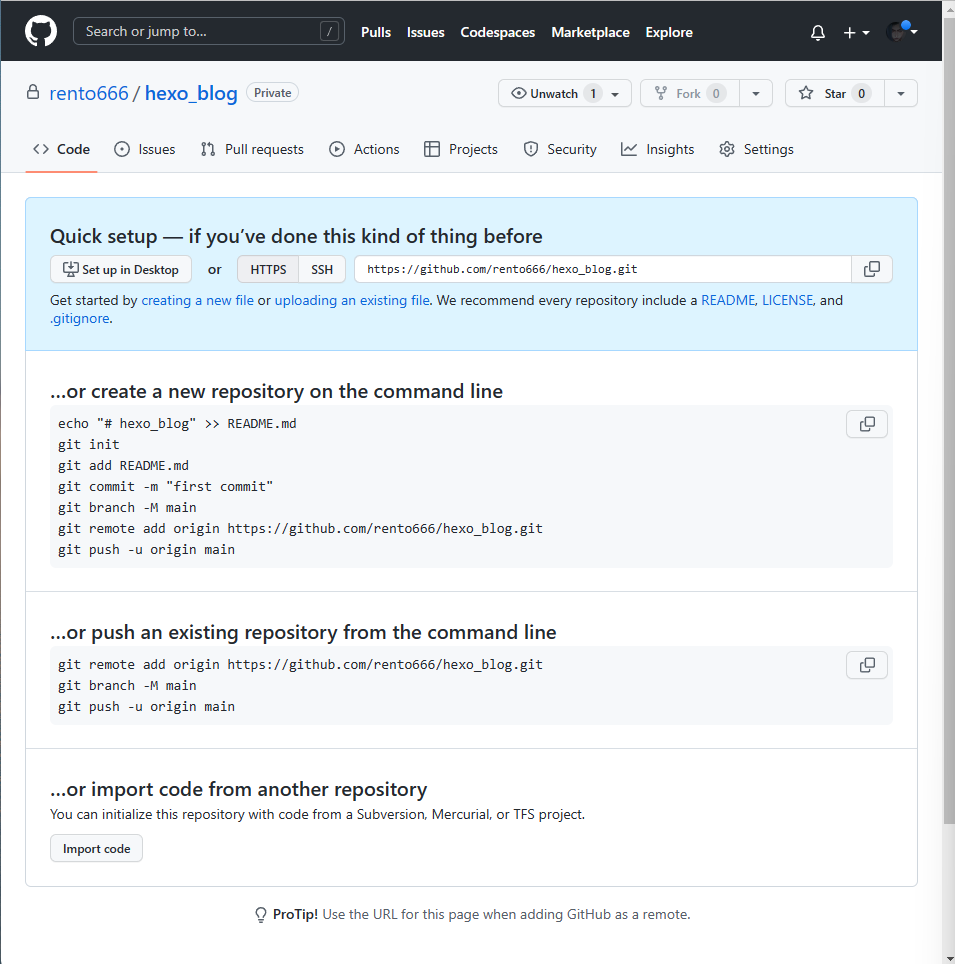 Search or jump to... / Pulls Issues Codespaces Marketplace Explore
rento666 / hexo_blog Private Unwatch 1 Fork 0 Star 0
Code Issues Pull requests Actions Projects Security Insights Settings
Quick setup — if you’ve done this kind of thing before
Set up in Desktop or HTTPS SSH https://github.com/rento666/hexo_blog.git
Get started by creating a new file or uploading an existing file. We recommend every repository include a README, LICENSE, and
.gitignore.
…or create a new repository on the command line
echo "# hexo_blog" >> README.md
git init
git add README.md
git commit -m "first commit"
git branch -M main
git remote add origin https://github.com/rento666/hexo_blog.git
git push -u origin main
…or push an existing repository from the command line
git remote add origin https://github.com/rento666/hexo_blog.git
git branch -M main
git push -u origin main
…or import code from another repository
You can initialize this repository with code from a Subversion, Mercurial, or TFS project.
Import code
ProTip! Use the URL for this page when adding GitHub as a remote.